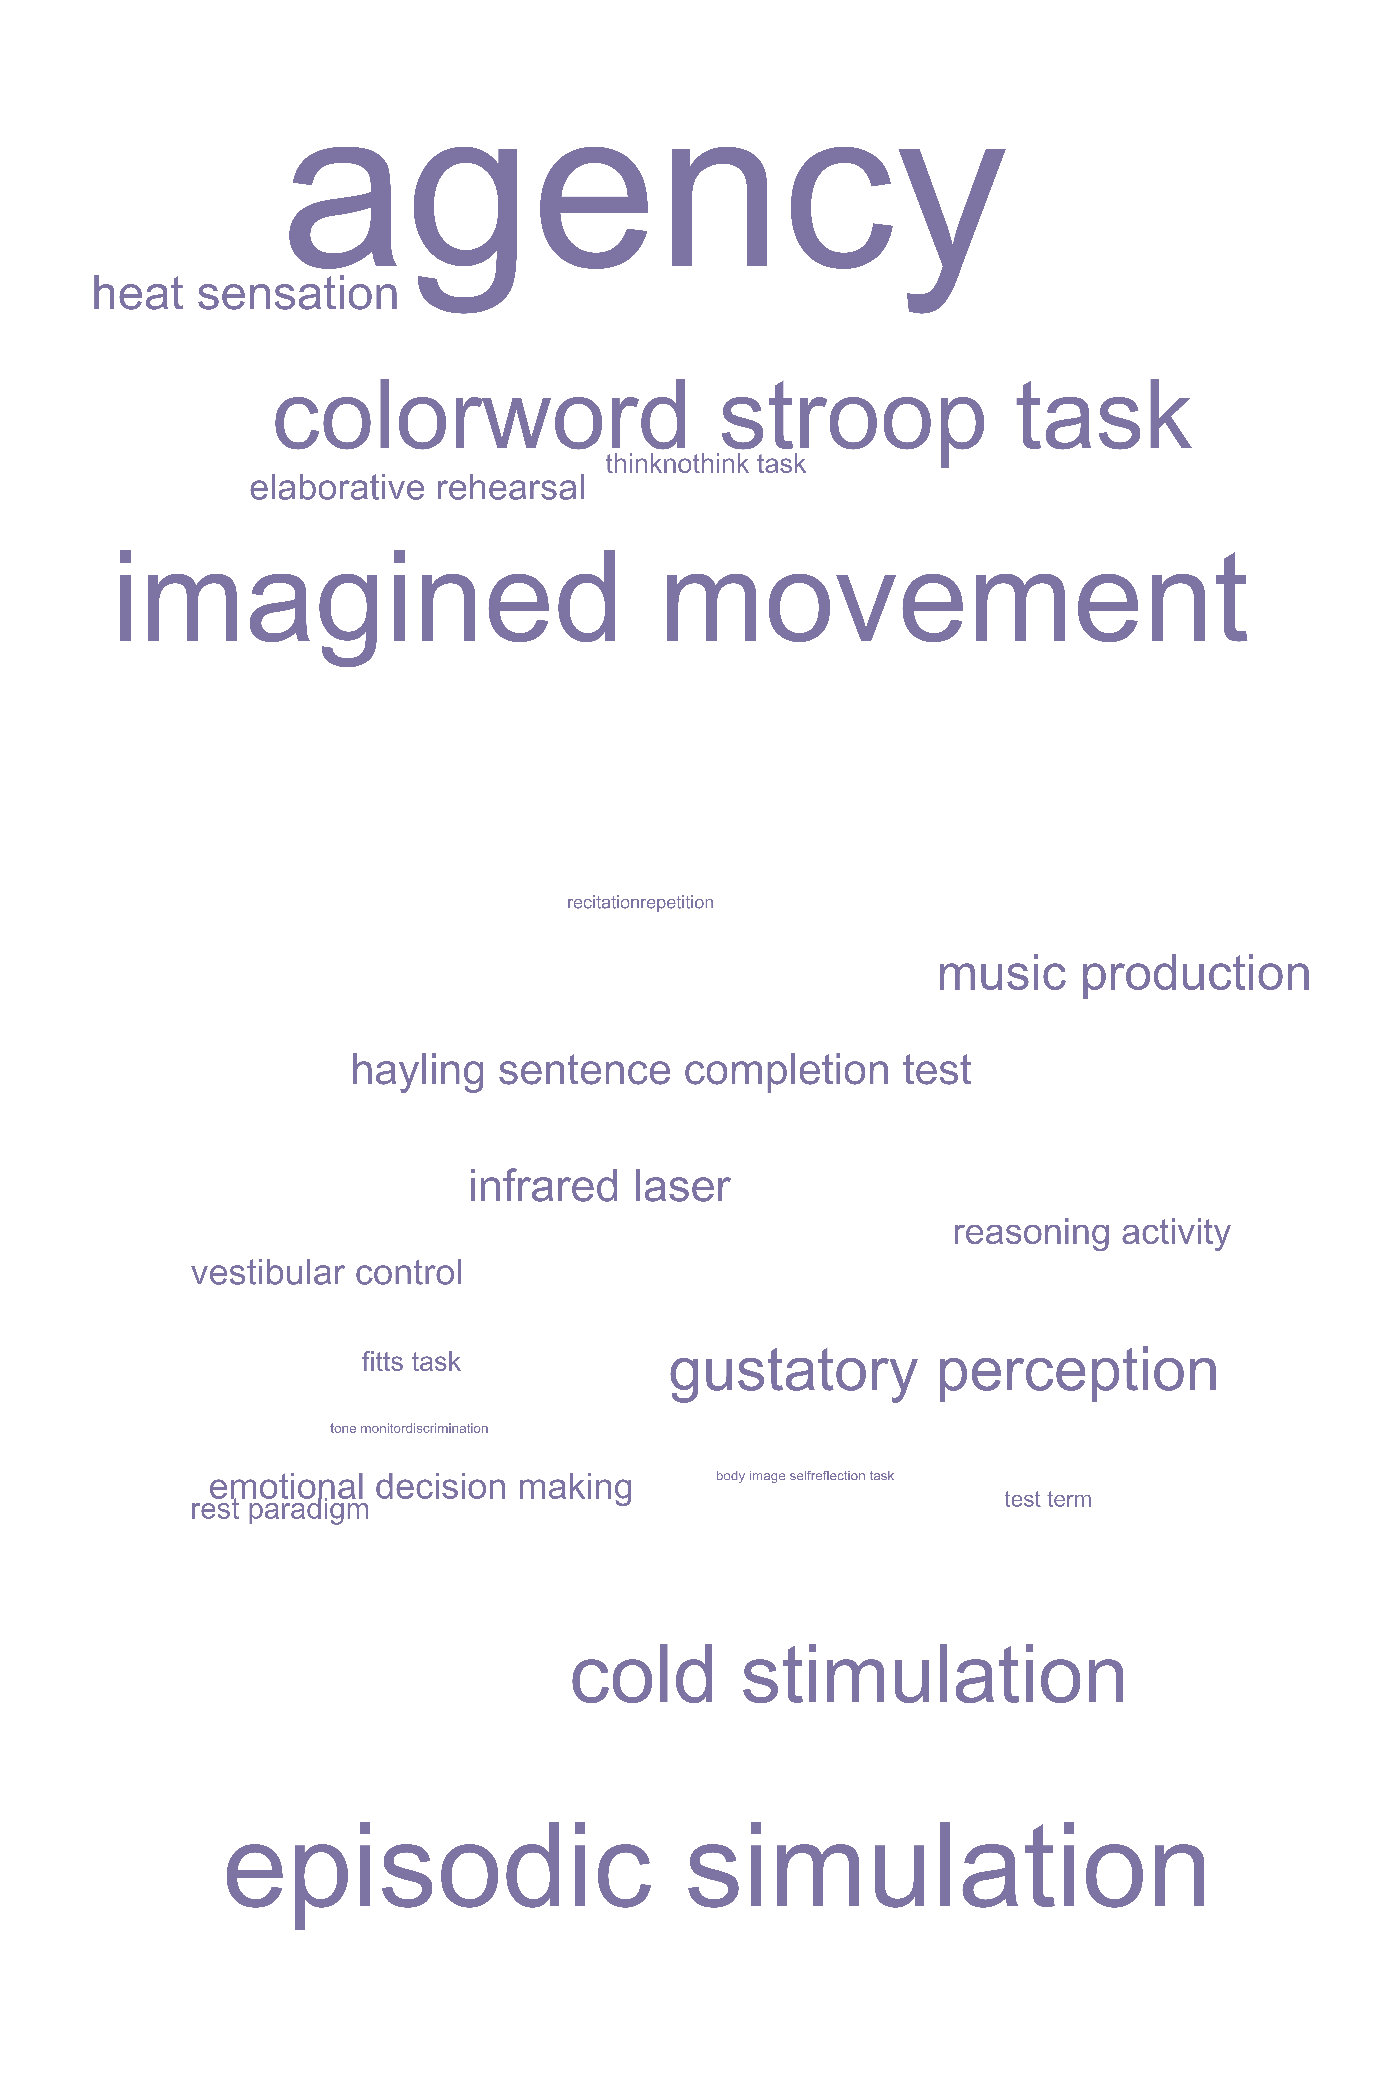 agency
heat sensation
colorword stroop task
thinknothink task
elaborative rehearsal
imagined movement
recitationrepetition
music production
hayling sentence completion test
infrared laser
reasoning activity
vestibular control
fitts task
gustatory perception
tone monitordiscrimination
body image selfreflection task
emotional decision making
test term
rest paradigm
cold stimulation
episodic simulation